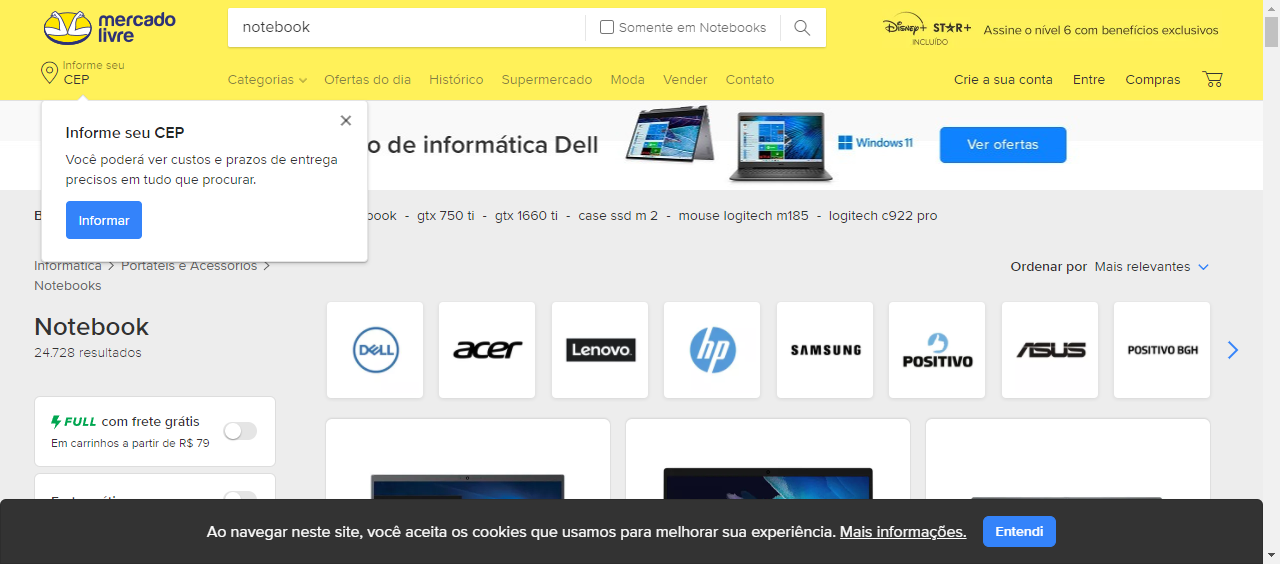 mercado
livre
notebook
Somente em Notebooks
Disney+ STAR+
INCLUÍDO
Assine o nível 6 com benefícios exclusivos
Informe seu
CEP
Categorias
Ofertas do dia
Histórico
Supermercado
Moda
Vender
Contato
Crie a sua conta
Entre
Compras
Informe seu CEP
Você poderá ver custos e prazos de entrega
precisos em tudo que procurar.
Informar
o de informática Dell
Windows 11
Ver ofertas
book - gtx 750 ti - gtx 1660 ti - case ssd m 2 - mouse logitech m185 - logitech c922 pro
Informática > Portáteis e Acessórios >
Notebooks
Ordenar por Mais relevantes
Notebook
24.728 resultados
DELL
acer
Lenovo.
hp
SAMSUNG
POSITIVO
ASUS
POSITIVO BGH
FULL com frete grátis
Em carrinhos a partir de R$ 79
Ao navegar neste site, você aceita os cookies que usamos para melhorar sua experiência. Mais informações.
Entendi